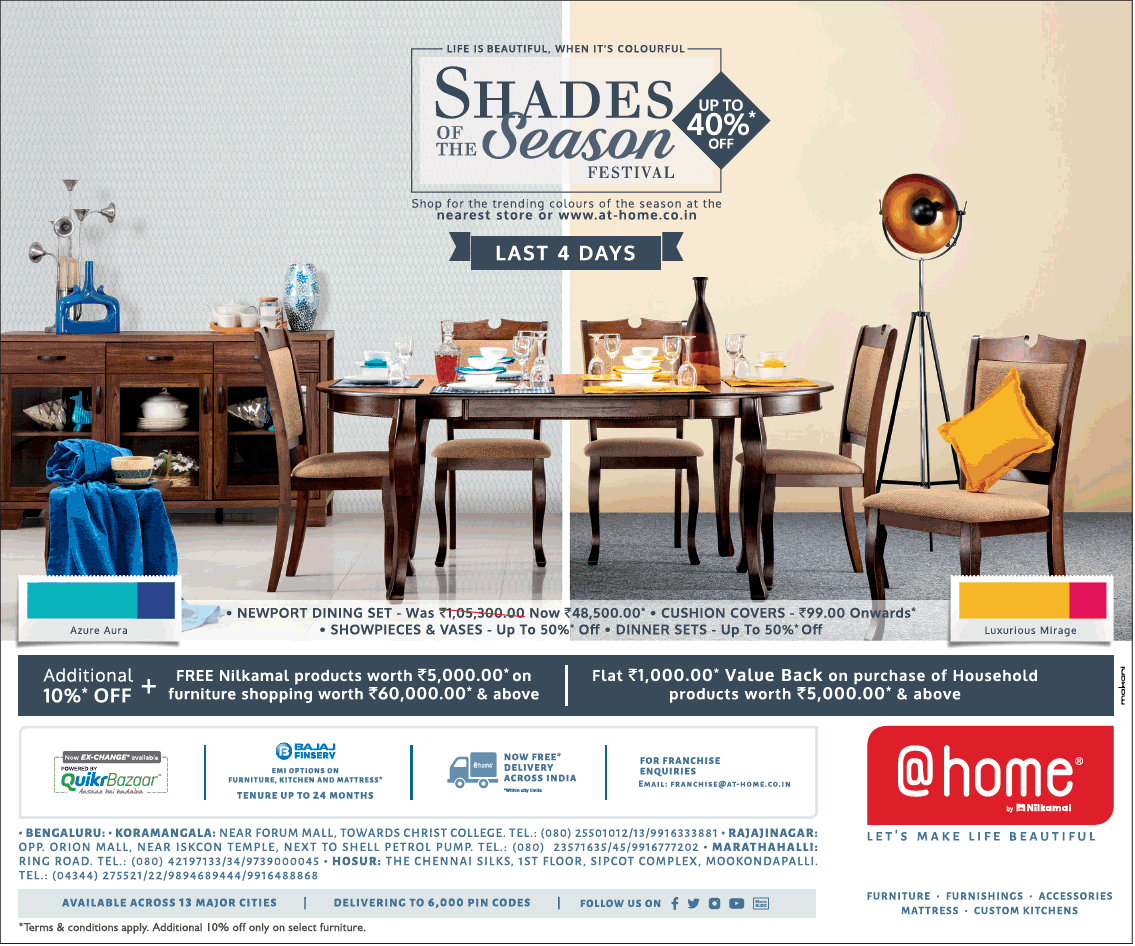 LIFE IS BEAUTIFUL, WHEN IT'S COLOURFUL
SHADES
OF THE Season
FESTIVAL
UP TO
40%*
OFF
Shop for the trending colours of the season at the
nearest store or www.at-home.co.in
LAST 4 DAYS
Azure Aura
Luxurious Mirage
• NEWPORT DINING SET - Was ₹1,05,300.00 Now ₹48,500.00* • CUSHION COVERS - ₹99.00 Onwards*
• SHOWPIECES & VASES - Up To 50%* Off • DINNER SETS - Up To 50%* Off
Additional
10%* OFF
+
FREE Nilkamal products worth ₹5,000.00* on
furniture shopping worth ₹60,000.00* & above
Flat ₹1,000.00* Value Back on purchase of Household
products worth ₹5,000.00* & above
makani
Now EX-CHANGE* available
POWERED BY
QuikrBazaar™
Aasaan hai badalna
BAJAJ
FINSERV
EMI OPTIONS ON
FURNITURE, KITCHEN AND MATTRESS*
TENURE UP TO 24 MONTHS
@home
NOW FREE*
DELIVERY
ACROSS INDIA
*Within city limits
FOR FRANCHISE
ENQUIRIES
EMAIL: FRANCHISE@AT-HOME.CO.IN
@home®
by Nilkamal
LET'S MAKE LIFE BEAUTIFUL
• BENGALURU: • KORAMANGALA: NEAR FORUM MALL, TOWARDS CHRIST COLLEGE. TEL.: (080) 25501012/13/9916333881 • RAJAJINAGAR:
OPP. ORION MALL, NEAR ISKCON TEMPLE, NEXT TO SHELL PETROL PUMP. TEL.: (080) 23571635/45/9916777202 • MARATHAHALLI:
RING ROAD. TEL.: (080) 42197133/34/9739000045 • HOSUR: THE CHENNAI SILKS, 1ST FLOOR, SIPCOT COMPLEX, MOOKONDAPALLI.
TEL.: (04344) 275521/22/9894689444/9916488868
AVAILABLE ACROSS 13 MAJOR CITIES | DELIVERING TO 6,000 PIN CODES | FOLLOW US ON
FURNITURE • FURNISHINGS • ACCESSORIES
MATTRESS • CUSTOM KITCHENS
*Terms & conditions apply. Additional 10% off only on select furniture.